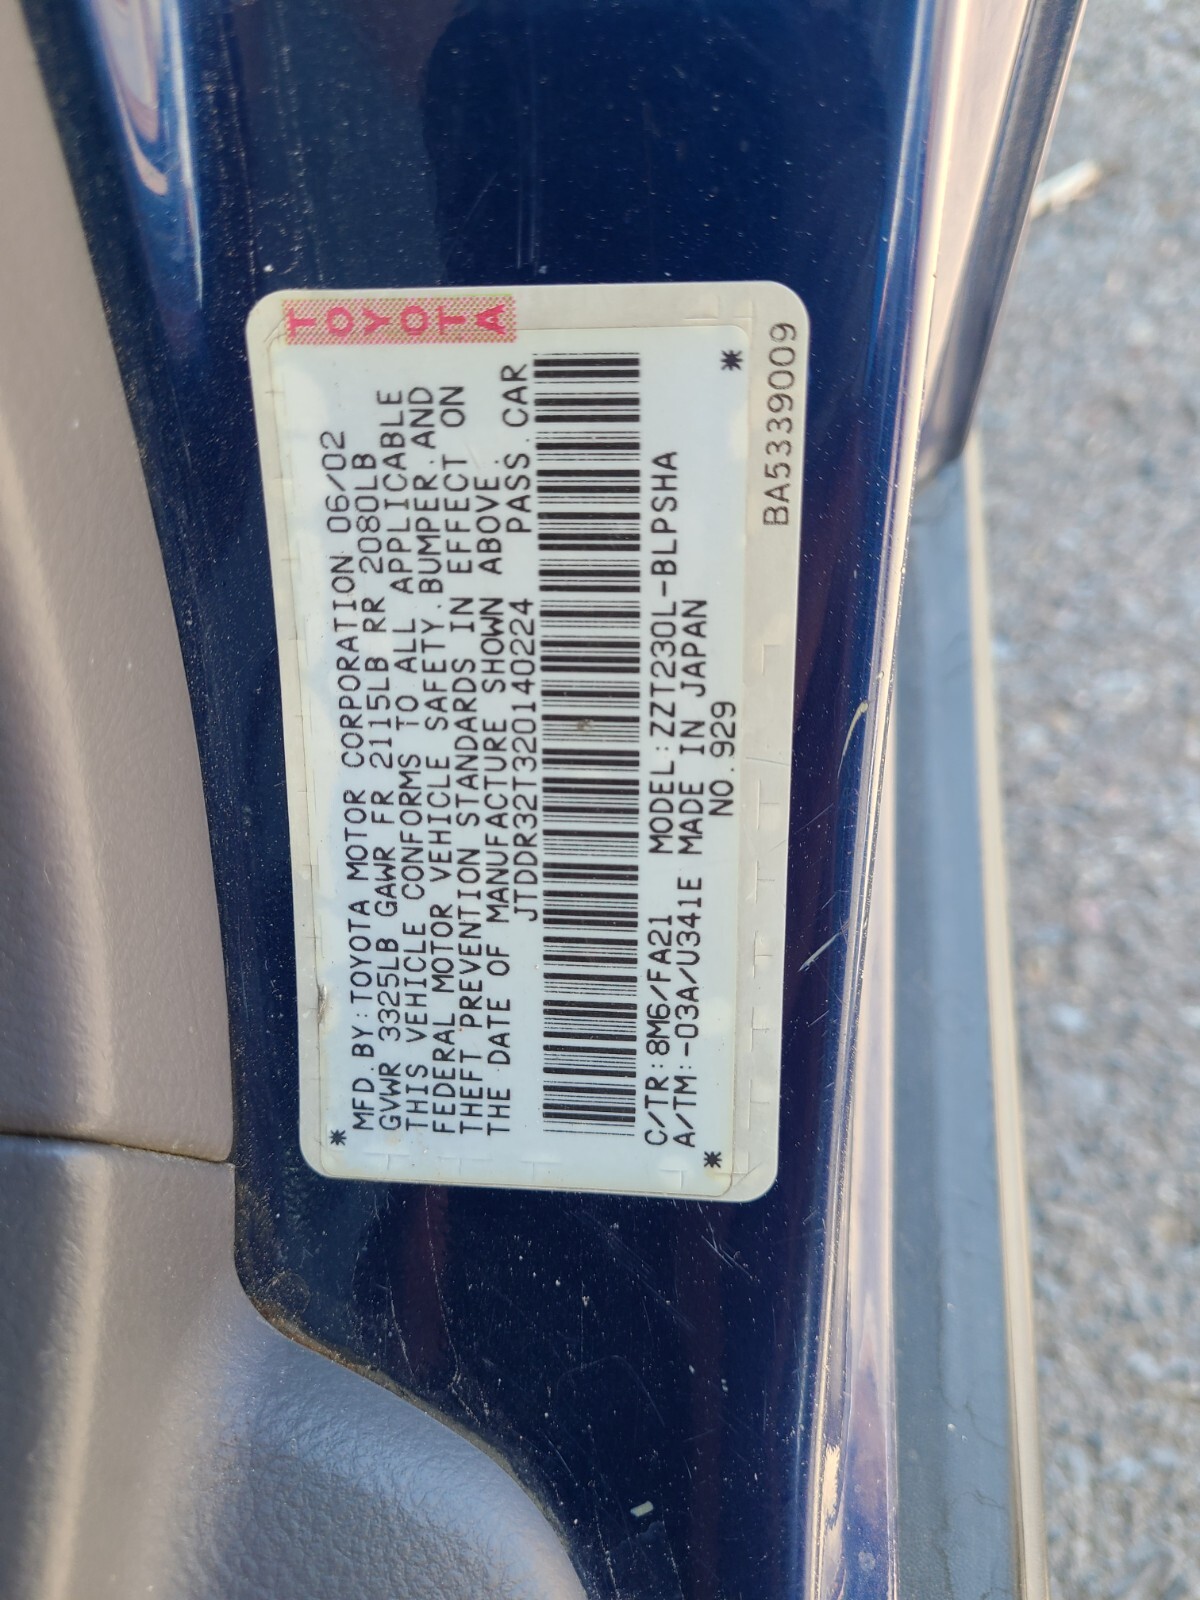 TOYOTA
MFD.BY:TOYOTA MOTOR CORPORATION 06/02
GVWR 3325LB GAWR FR 2115LB RR 2080LB
THIS VEHICLE CONFORMS TO ALL APPLICABLE
FEDERAL MOTOR VEHICLE SAFETY.BUMPER.AND
THEFT PREVENTION STANDARDS IN EFFECT ON
THE DATE OF MANUFACTURE SHOWN ABOVE.
JTDDR32T320140224 PASS.CAR
C/TR:8M6/FA21 MODEL:ZZT230L-BLPSHA
A/TM:-03A/U341E MADE IN JAPAN
NO.929
BA5339009